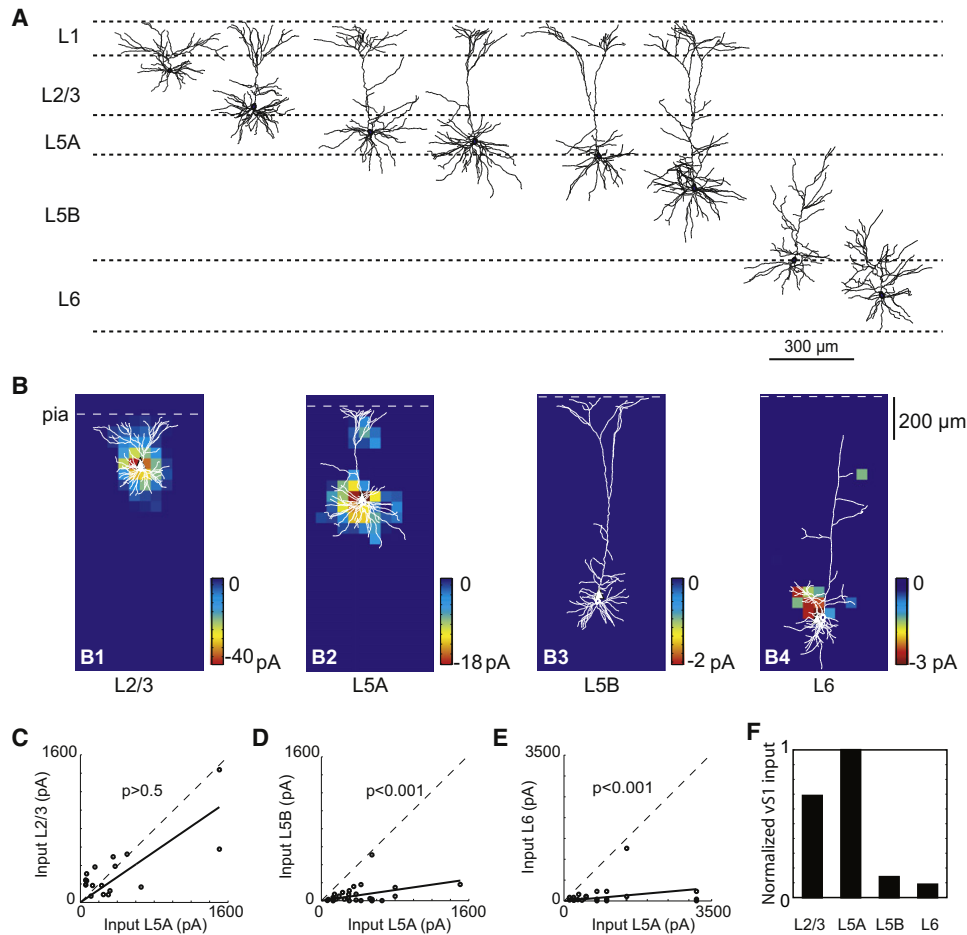 A
L1
L2/3
L5A
L5B
L6
300 µm
B
pia
200 µm
0
-40 pA
B1
L2/3
0
-18 pA
B2
L5A
0
-2 pA
B3
L5B
0
-3 pA
B4
L6
C
1600
Input L2/3 (pA)
p>0.5
0
0
1600
Input L5A (pA)
D
1600
Input L5B (pA)
p<0.001
0
0
1600
Input L5A (pA)
E
3500
Input L6 (pA)
p<0.001
0
0
3500
Input L5A (pA)
F
1
Normalized vS1 input
0
L2/3 L5A L5B L6